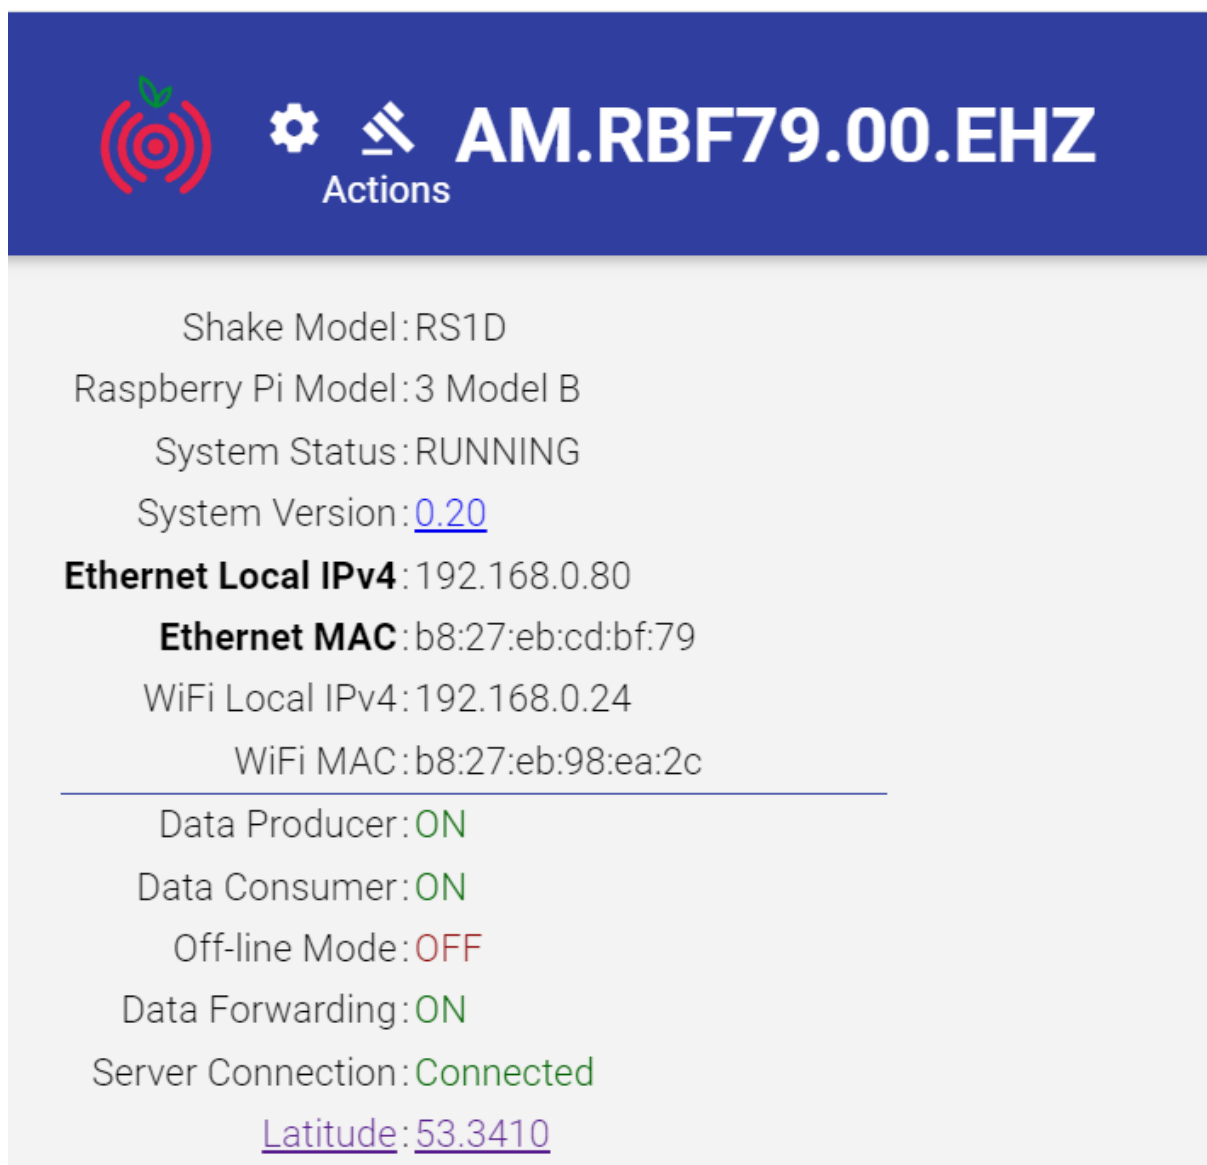 AM.RBF79.00.EHZ
Actions
Shake Model:RS1D
Raspberry Pi Model:3 Model B
System Status:RUNNING
System Version:0.20
Ethernet Local IPv4:192.168.0.80
Ethernet MAC:b8:27:eb:cd:bf:79
WiFi Local IPv4:192.168.0.24
WiFi MAC:b8:27:eb:98:ea:2c
Data Producer:ON
Data Consumer:ON
Off-line Mode:OFF
Data Forwarding:ON
Server Connection:Connected
Latitude:53.3410